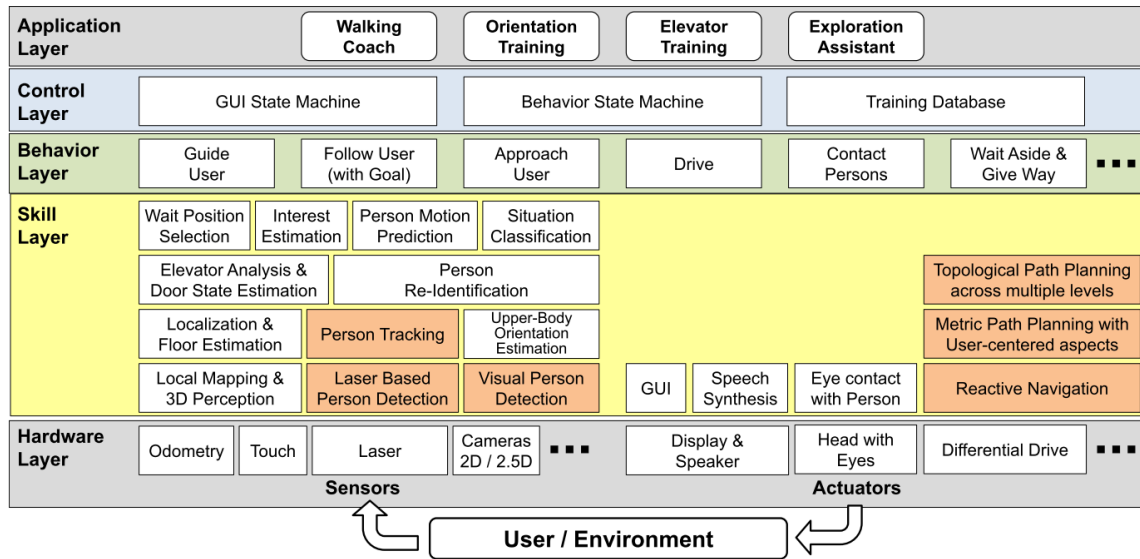 Application
Layer
Walking
Coach
Orientation
Training
Elevator
Training
Exploration
Assistant
Control
Layer
GUI State Machine
Behavior State Machine
Training Database
Behavior
Layer
Guide
User
Follow User
(with Goal)
Approach
User
Drive
Contact
Persons
Wait Aside &
Give Way
Skill
Layer
Wait Position
Selection
Interest
Estimation
Person Motion
Prediction
Situation
Classification
Elevator Analysis &
Door State Estimation
Person
Re-Identification
Topological Path Planning
across multiple levels
Localization &
Floor Estimation
Person Tracking
Upper-Body
Orientation
Estimation
Metric Path Planning with
User-centered aspects
Local Mapping &
3D Perception
Laser Based
Person Detection
Visual Person
Detection
GUI
Speech
Synthesis
Eye contact
with Person
Reactive Navigation
Hardware
Layer
Odometry
Touch
Laser
Cameras
2D / 2.5D
Display &
Speaker
Head with
Eyes
Differential Drive
Sensors
Actuators
User / Environment